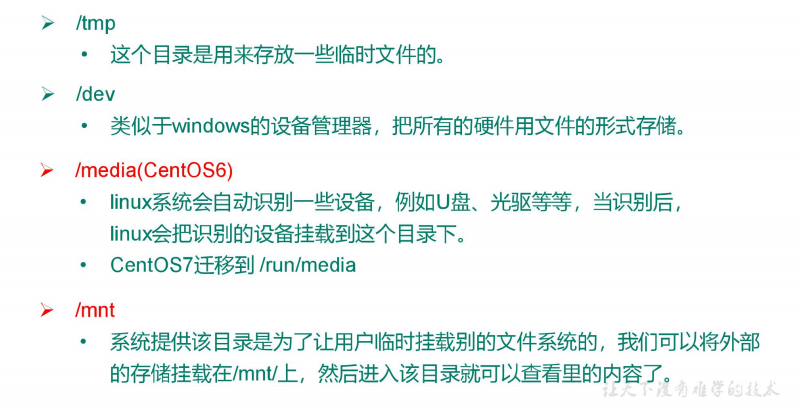 /tmp
这个目录是用来存放一些临时文件的。
/dev
类似于windows的设备管理器，把所有的硬件用文件的形式存储。
/media(CentOS6)
linux系统会自动识别一些设备，例如U盘、光驱等等，当识别后，
linux会把识别的设备挂载到这个目录下。
CentOS7迁移到 /run/media
/mnt
系统提供该目录是为了让用户临时挂载别的文件系统的，我们可以将外部
的存储挂载在/mnt/上，然后进入该目录就可以查看里的内容了。
让天下没有难学的技术